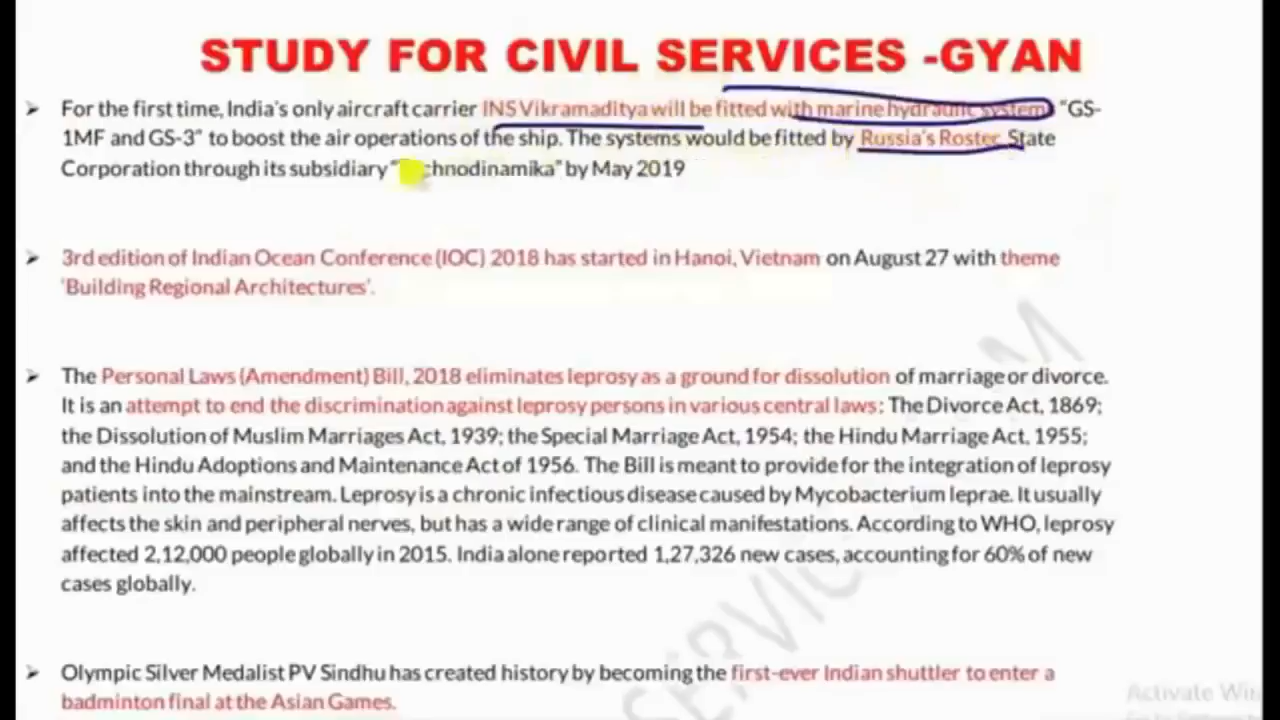 STUDY FOR CIVIL SERVICES -GYAN
➤ For the first time, India's only aircraft carrier INS Vikramaditya will be fitted with marine hydraulic system "GS-
1MF and GS-3" to boost the air operations of the ship. The systems would be fitted by Russia's Rostec State
Corporation through its subsidiary " chnodinamika" by May 2019
➤ 3rd edition of Indian Ocean Conference (IOC) 2018 has started in Hanoi, Vietnam on August 27 with theme
'Building Regional Architectures'.
➤ The Personal Laws (Amendment) Bill, 2018 eliminates leprosy as a ground for dissolution of marriage or divorce.
It is an attempt to end the discrimination against leprosy persons in various central laws: The Divorce Act, 1869;
the Dissolution of Muslim Marriages Act, 1939; the Special Marriage Act, 1954; the Hindu Marriage Act, 1955;
and the Hindu Adoptions and Maintenance Act of 1956. The Bill is meant to provide for the integration of leprosy
patients into the mainstream. Leprosy is a chronic infectious disease caused by Mycobacterium leprae. It usually
affects the skin and peripheral nerves, but has a wide range of clinical manifestations. According to WHO, leprosy
affected 2,12,000 people globally in 2015. India alone reported 1,27,326 new cases, accounting for 60% of new
cases globally.
➤ Olympic Silver Medalist PV Sindhu has created history by becoming the first-ever Indian shuttler to enter a
badminton final at the Asian Games.
Activate Win